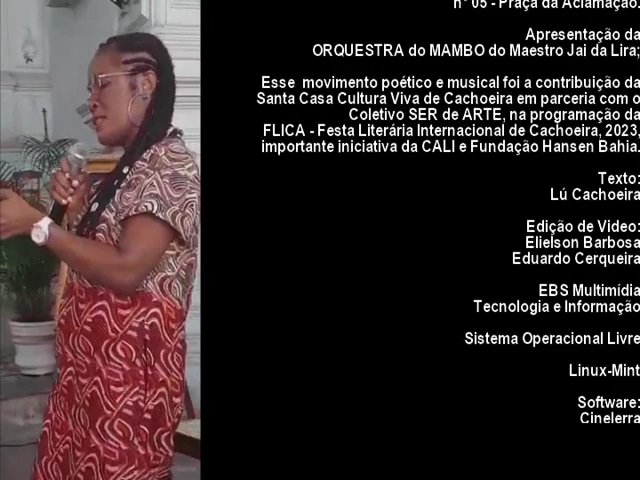 n° 05 - Praça da Aclamação.
Apresentação da
ORQUESTRA do MAMBO do Maestro Jai da Lira;
Esse movimento poético e musical foi a contribuição da
Santa Casa Cultura Viva de Cachoeira em parceria com o
Coletivo SER de ARTE, na programação da
FLICA - Festa Literária Internacional de Cachoeira, 2023,
importante iniciativa da CALI e Fundação Hansen Bahia.
Texto:
Lú Cachoeira
Edição de Video:
Elielson Barbosa
Eduardo Cerqueira
EBS Multimídia
Tecnologia e Informação
Sistema Operacional Livre
Linux-Mint
Software:
Cinelerra